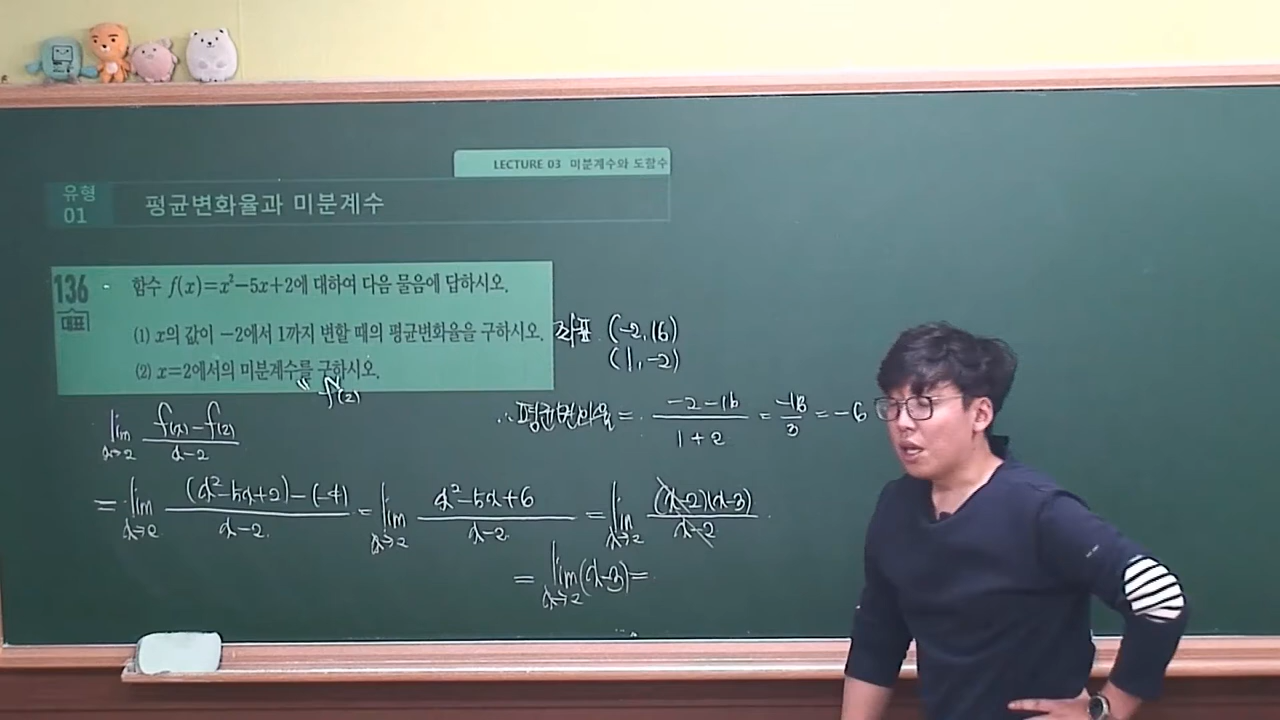 LECTURE 03 미분계수와 도함수
유형 01
평균변화율과 미분계수
136
대표
함수 f(x)=x²−5x+2에 대하여 다음 물음에 답하시오.
(1) x의 값이 −2에서 1까지 변할 때의 평균변화율을 구하시오.
(2) x=2에서의 미분계수를 구하시오.
좌표 (-2, 16)
(1, -2)
" f'(2)
∴ 평균변화율 = (-2-16)/(1+2) = -18/3 = -6
lim x→2 (f(x)-f(2))/(x-2)
= lim x→2 ((x²-5x+2)-(-4))/(x-2) = lim x→2 (x²-5x+6)/(x-2) = lim x→2 ((x-2)(x-3))/(x-2)
= lim x→2 (x-3) =